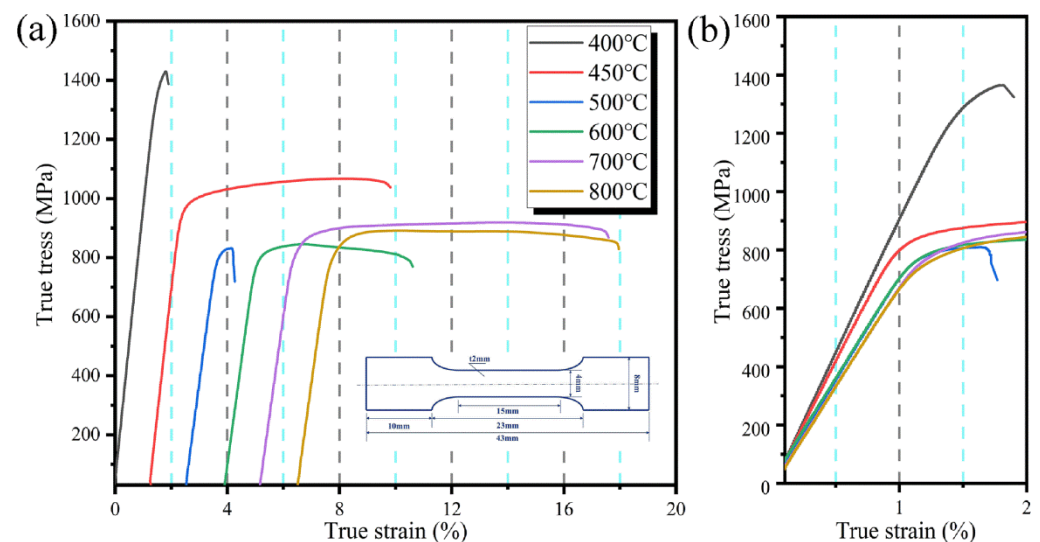 (a)
True tress (MPa)
1600
1400
1200
1000
800
600
400
200
0
4
8
12
16
20
True strain (%)
400℃
450℃
500℃
600℃
700℃
800℃
t2mm
4mm
8mm
15mm
10mm
23mm
43mm
(b)
True tress (MPa)
1600
1400
1200
1000
800
600
400
200
0
1
2
True strain (%)